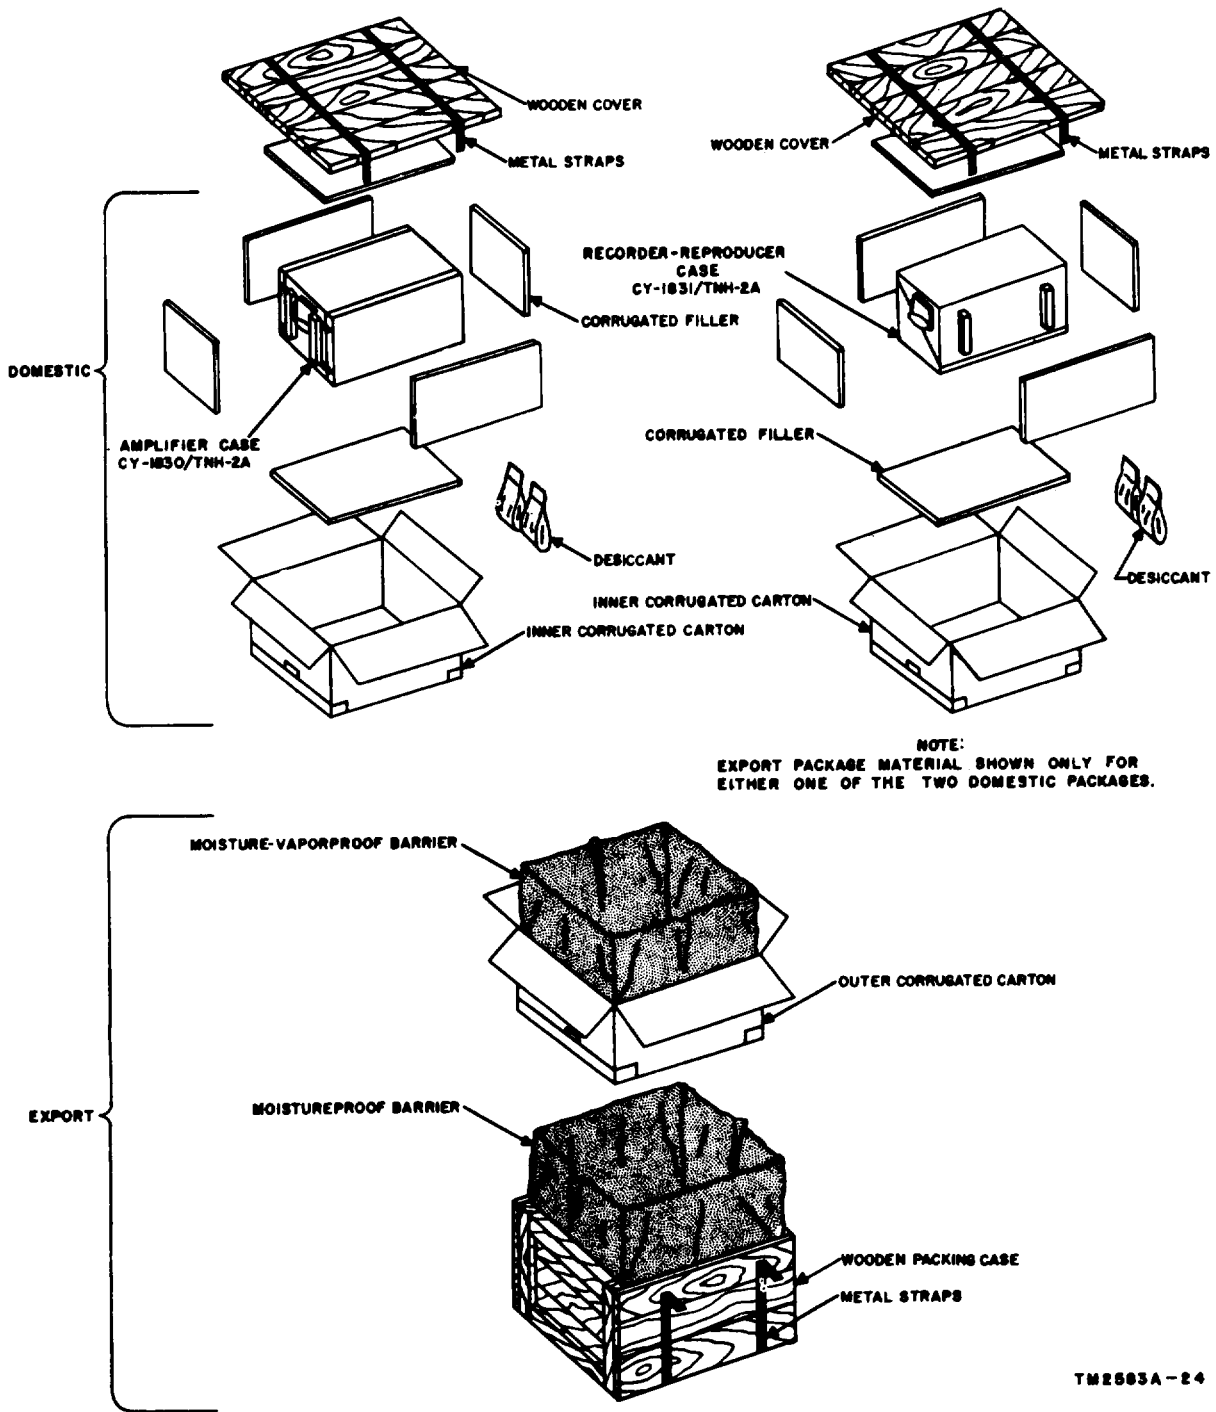 WOODEN COVER
METAL STRAPS
WOODEN COVER
METAL STRAPS
RECORDER-REPRODUCER
CASE
CY-1831/TNH-2A
CORRUGATED FILLER
DOMESTIC
AMPLIFIER CASE
CY-1830/TNH-2A
CORRUGATED FILLER
DESICCANT
DESICCANT
INNER CORRUGATED CARTON
INNER CORRUGATED CARTON
NOTE:
EXPORT PACKAGE MATERIAL SHOWN ONLY FOR
EITHER ONE OF THE TWO DOMESTIC PACKAGES.
MOISTURE-VAPORPROOF BARRIER
OUTER CORRUGATED CARTON
EXPORT
MOISTUREPROOF BARRIER
WOODEN PACKING CASE
METAL STRAPS
TM2583A-24